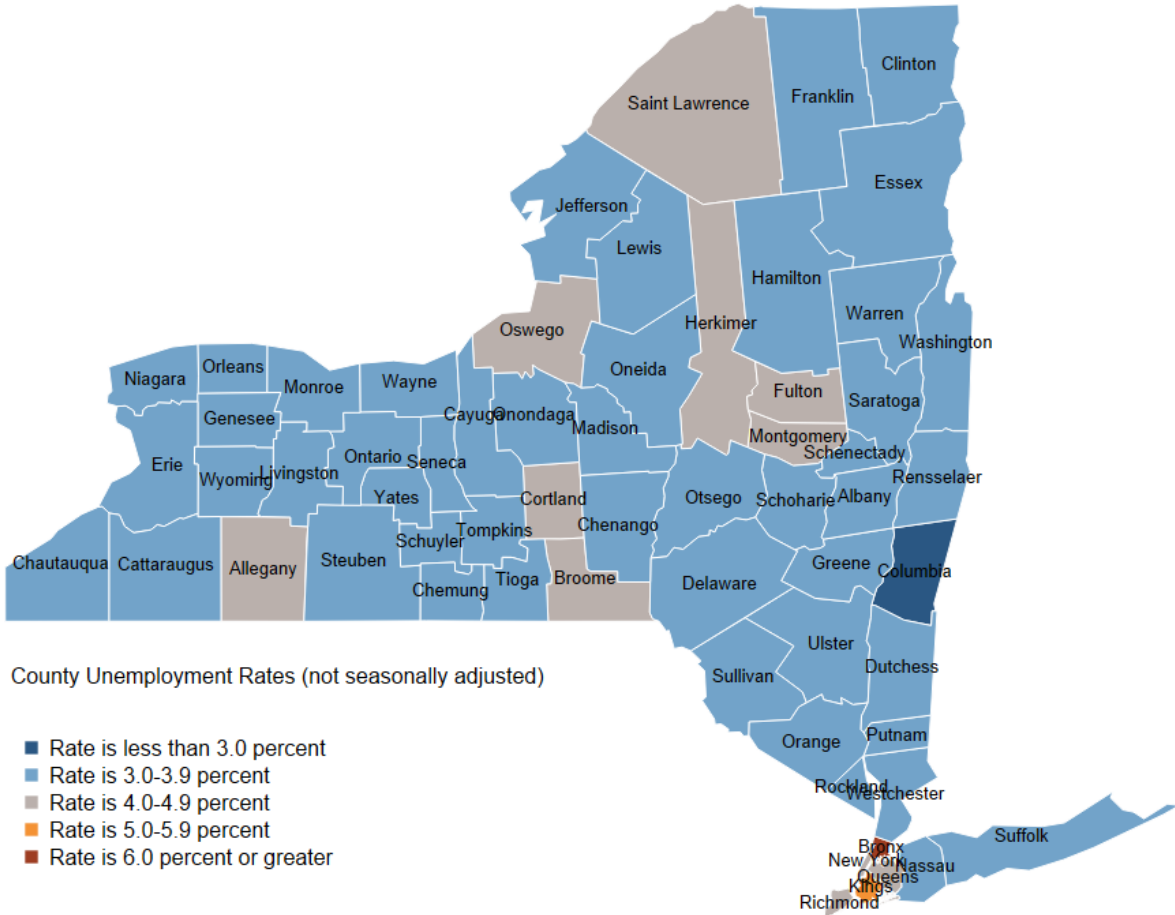 Clinton
Saint Lawrence
Franklin
Essex
Jefferson
Lewis
Hamilton
Warren
Herkimer
Oswego
Washington
Oneida
Orleans
Niagara
Wayne
Monroe
Fulton
Saratoga
Genesee
Cayuga
Onondaga
Madison
Montgomery
Schenectady
Ontario
Seneca
Erie
Livingston
Wyoming
Rensselaer
Yates
Cortland
Otsego
Schoharie
Albany
Chenango
Tompkins
Schuyler
Chautauqua
Cattaraugus
Allegany
Steuben
Greene
Columbia
Tioga
Broome
Delaware
Chemung
Ulster
Dutchess
Sullivan
County Unemployment Rates (not seasonally adjusted)
Orange
Putnam
Rate is less than 3.0 percent
Rate is 3.0-3.9 percent
Rockland
Westchester
Rate is 4.0-4.9 percent
Rate is 5.0-5.9 percent
Suffolk
Rate is 6.0 percent or greater
Bronx
New York
Nassau
Queens
Kings
Richmond